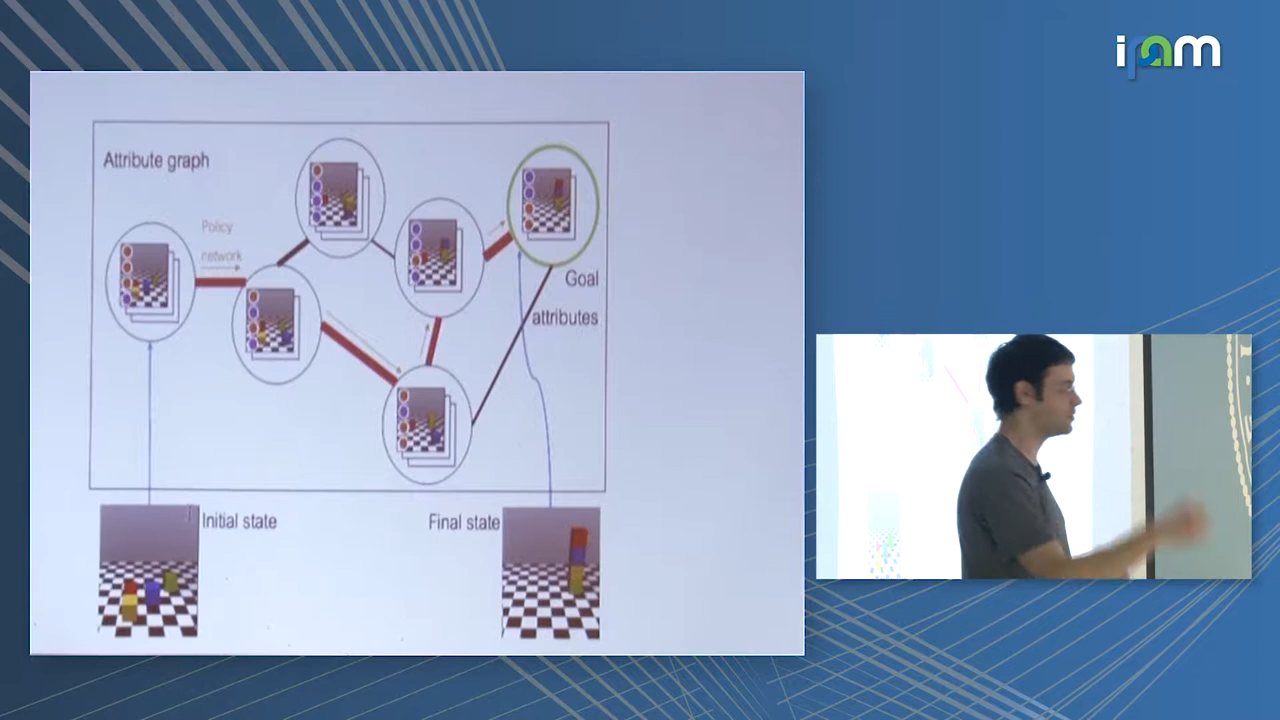 ipam
Attribute graph
Policy
network
Goal
attributes
Initial state
Final state